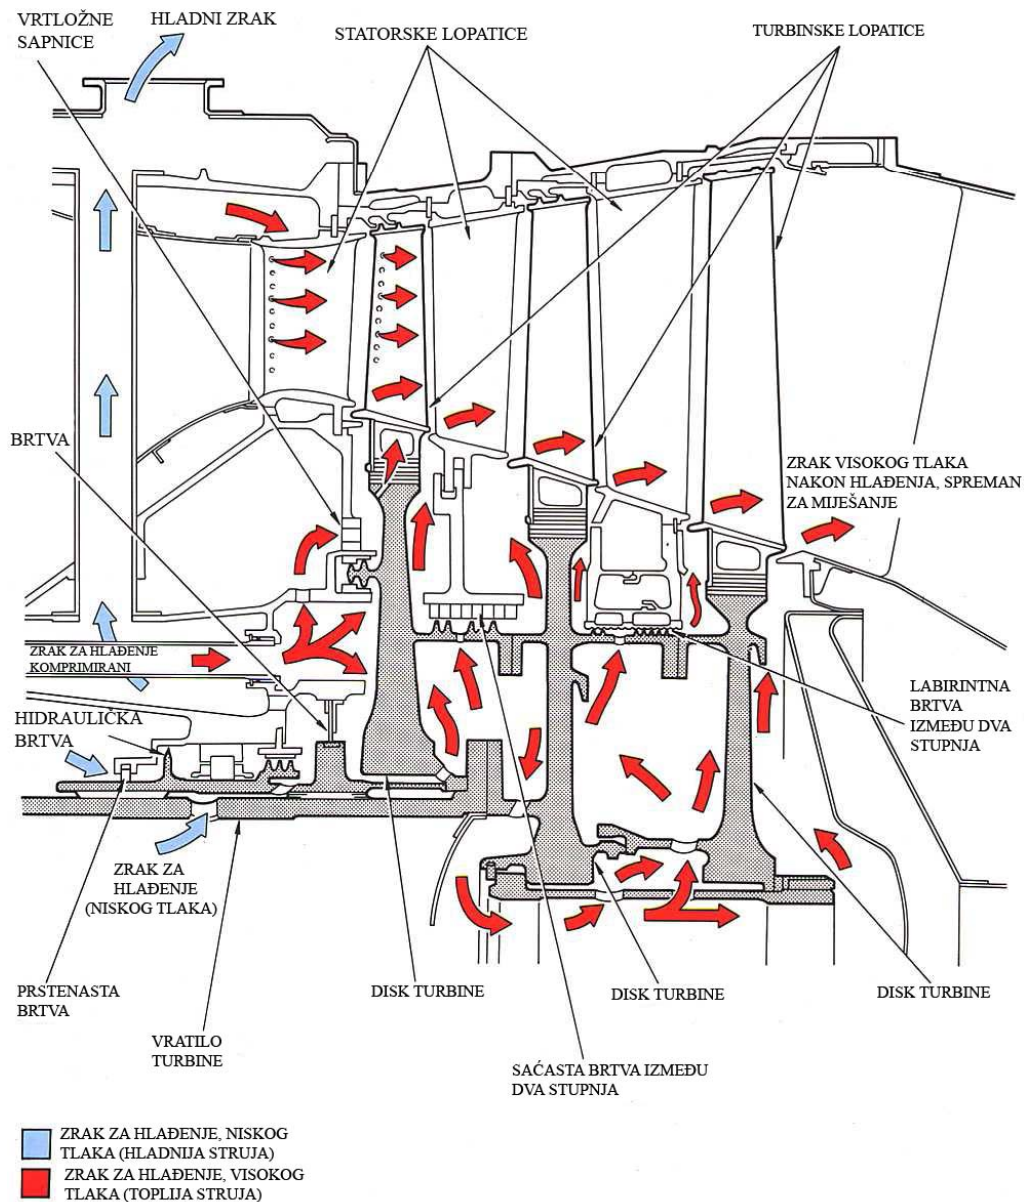 VRTLOŽNE
SAPNICE
HLADNI ZRAK
STATORSKE LOPATICE
TURBINSKE LOPATICE
BRTVA
ZRAK VISOKOG TLAKA
NAKON HLAĐENJA, SPREMAN
ZA MIJEŠANJE
ZRAK ZA HLAĐENJE
KOMPRIMIRANI
HIDRAULIČKA
BRTVA
LABIRINTNA
BRTVA
IZMEĐU DVA
STUPNJA
ZRAK ZA
HLAĐENJE
(NISKOG TLAKA)
PRSTENASTA
BRTVA
DISK TURBINE
DISK TURBINE
DISK TURBINE
VRATILO
TURBINE
SAĆASTA BRTVA IZMEĐU
DVA STUPNJA
ZRAK ZA HLAĐENJE, NISKOG
TLAKA (HLADNIJA STRUJA)
ZRAK ZA HLAĐENJE, VISOKOG
TLAKA (TOPLIJA STRUJA)